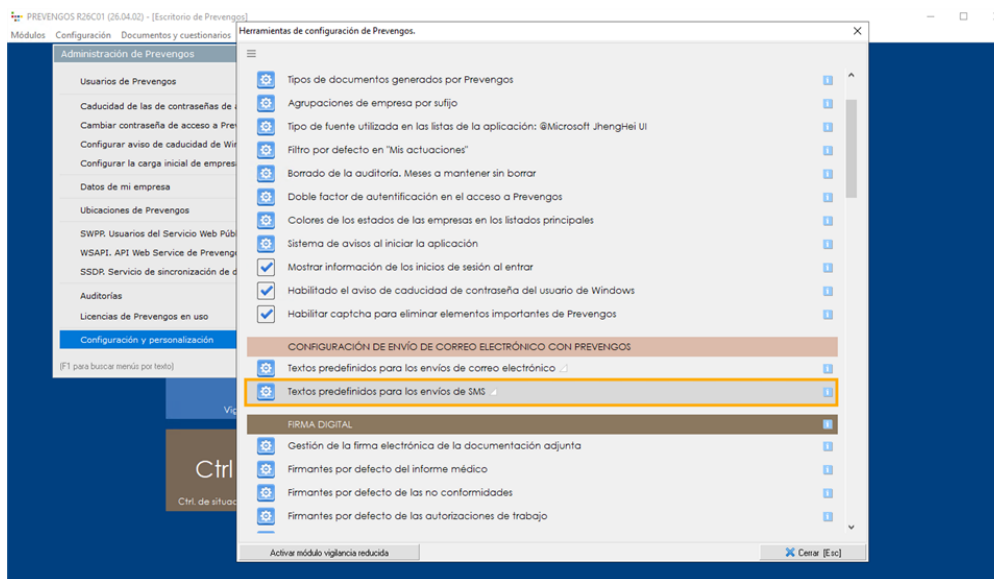 PREVENGOS R26C01 (26.04.02) - [Escritorio de Prevengos]
Módulos Configuración Documentos y cuestionarios
Administración de Prevengos
Usuarios de Prevengos
Caducidad de las de contraseñas de
Cambiar contraseña de acceso a
Configurar aviso de caducidad de
Configurar la carga inicial de
Datos de mi empresa
Ubicaciones de Prevengos
SWPP. Usuarios del Servicio Web
WSAPI. API Web Service de
SSDP. Servicio de sincronización de
Auditorías
Licencias de Prevengos en uso
Configuración y personalización
(F1 para buscar menús por texto)
Ctrl
Ctrl. de
Herramientas de configuración de Prevengos.
Tipos de documentos generados por Prevengos
Agrupaciones de empresa por sufijo
Tipo de fuente utilizada en las listas de la aplicación: @Microsoft JhengHei UI
Filtro por defecto en "Mis actuaciones"
Borrado de la auditoría. Meses a mantener sin borrar
Doble factor de autentificación en el acceso a Prevengos
Colores de los estados de las empresas en los listados principales
Sistema de avisos al iniciar la aplicación
Mostrar información de los inicios de sesión al entrar
Habilitado el aviso de caducidad de contraseña del usuario de Windows
Habilitar captcha para eliminar elementos importantes de Prevengos
CONFIGURACIÓN DE ENVÍO DE CORREO ELECTRÓNICO CON PREVENGOS
Textos predefinidos para los envíos de correo electrónico
Textos predefinidos para los envíos de SMS
FIRMA DIGITAL
Gestión de la firma electrónica de la documentación adjunta
Firmantes por defecto del informe médico
Firmantes por defecto de las no conformidades
Firmantes por defecto de las autorizaciones de trabajo
Activar módulo vigilancia reducida
Cerrar [Esc]